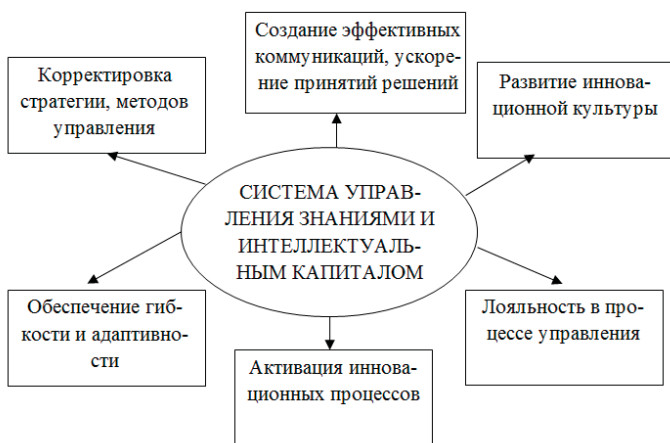 Создание эффективных
коммуникаций, ускоре-
ние принятий решений
Корректировка
стратегии, методов
управления
Развитие иннова-
ционной культуры
СИСТЕМА УПРАВ-
ЛЕНИЯ ЗНАНИЯМИ И
ИНТЕЛЛЕКТУАЛЬ-
НЫМ КАПИТАЛОМ
Обеспечение гиб-
кости и адаптивно-
сти
Лояльность в про-
цессе управления
Активация иннова-
ционных процессов